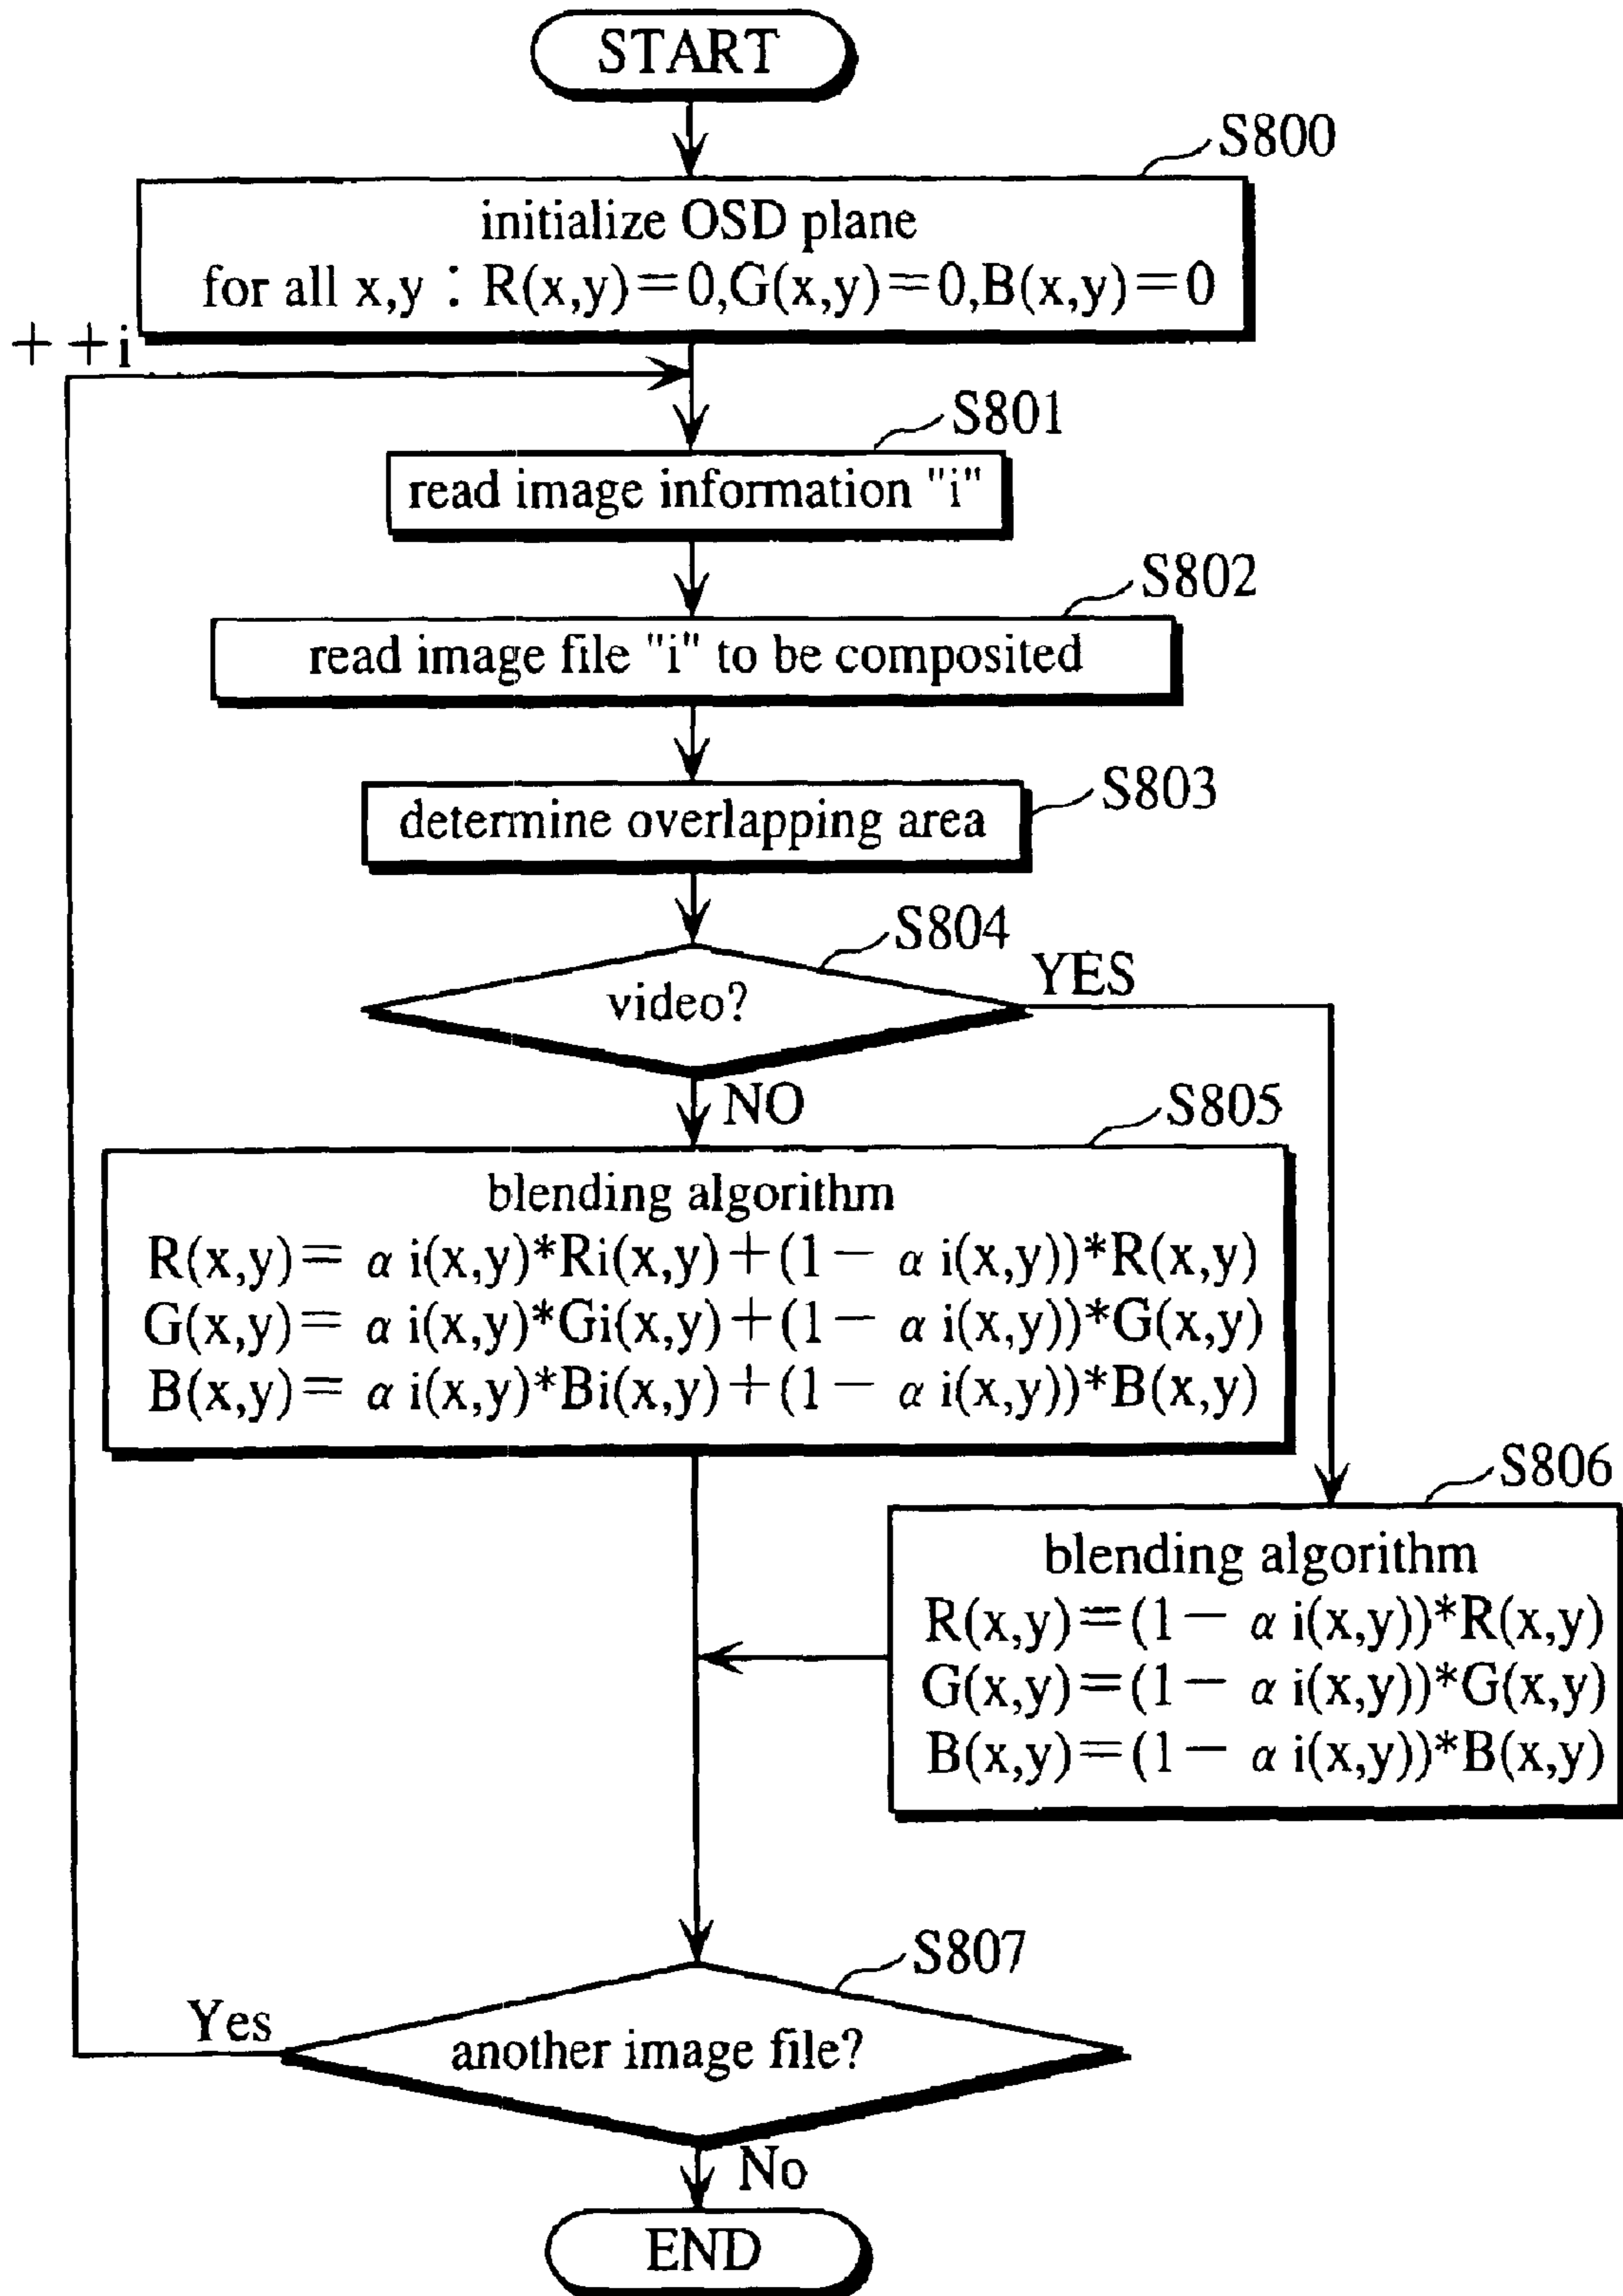 START
S800
initialize OSD plane
for all x,y : R(x,y)=0,G(x,y)=0,B(x,y)=0
++i
S801
read image information "i"
S802
read image file "i" to be composited
S803
determine overlapping area
S804
video?
YES
NO
S805
blending algorithm
R(x,y)= α i(x,y)*Ri(x,y)+(1− α i(x,y))*R(x,y)
G(x,y)= α i(x,y)*Gi(x,y)+(1− α i(x,y))*G(x,y)
B(x,y)= α i(x,y)*Bi(x,y)+(1− α i(x,y))*B(x,y)
S806
blending algorithm
R(x,y)=(1− α i(x,y))*R(x,y)
G(x,y)=(1− α i(x,y))*G(x,y)
B(x,y)=(1− α i(x,y))*B(x,y)
S807
Yes
another image file?
No
END